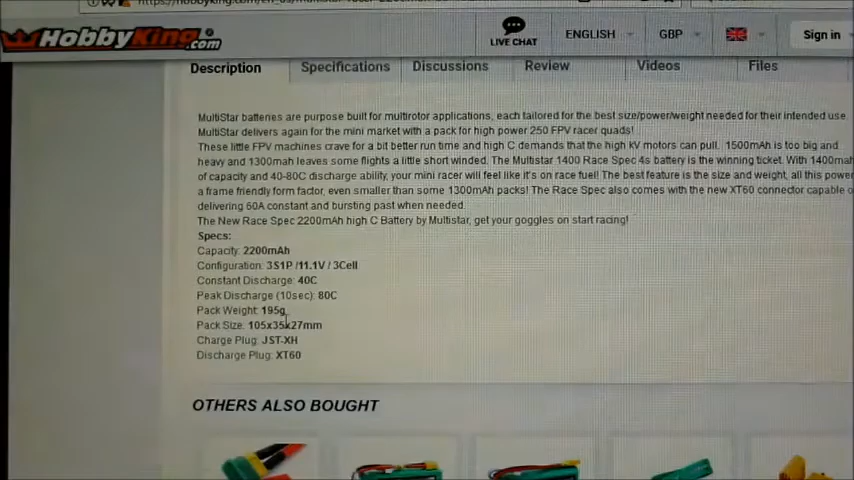 HobbyKing.com
LIVE CHAT
ENGLISH
GBP
Sign in
Description
Specifications
Discussions
Review
Videos
Files
MultiStar batteries are purpose built for multirotor applications, each tailored for the best size/power/weight needed for their intended use
MultiStar delivers again for the mini market with a pack for high power 250 FPV racer quads!
These little FPV machines crave for a bit better run time and high C demands that the high kV motors can pull. 1500mAh is too big and
heavy and 1300mah leaves some flights a little short winded. The Multistar 1400 Race Spec 4s battery is the winning ticket. With 1400mah
of capacity and 40-80C discharge ability, your mini racer will feel like it's on race fuel! The best feature is the size and weight, all this power
a frame friendly form factor, even smaller than some 1300mAh packs! The Race Spec also comes with the new XT60 connector capable o
delivering 60A constant and bursting past when needed.
The New Race Spec 2200mAh high C Battery by Multistar, get your goggles on start racing!
Specs:
Capacity: 2200mAh
Configuration: 3S1P /11.1V / 3Cell
Constant Discharge: 40C
Peak Discharge (10sec): 80C
Pack Weight: 195g
Pack Size: 105x35x27mm
Charge Plug: JST-XH
Discharge Plug: XT60
OTHERS ALSO BOUGHT